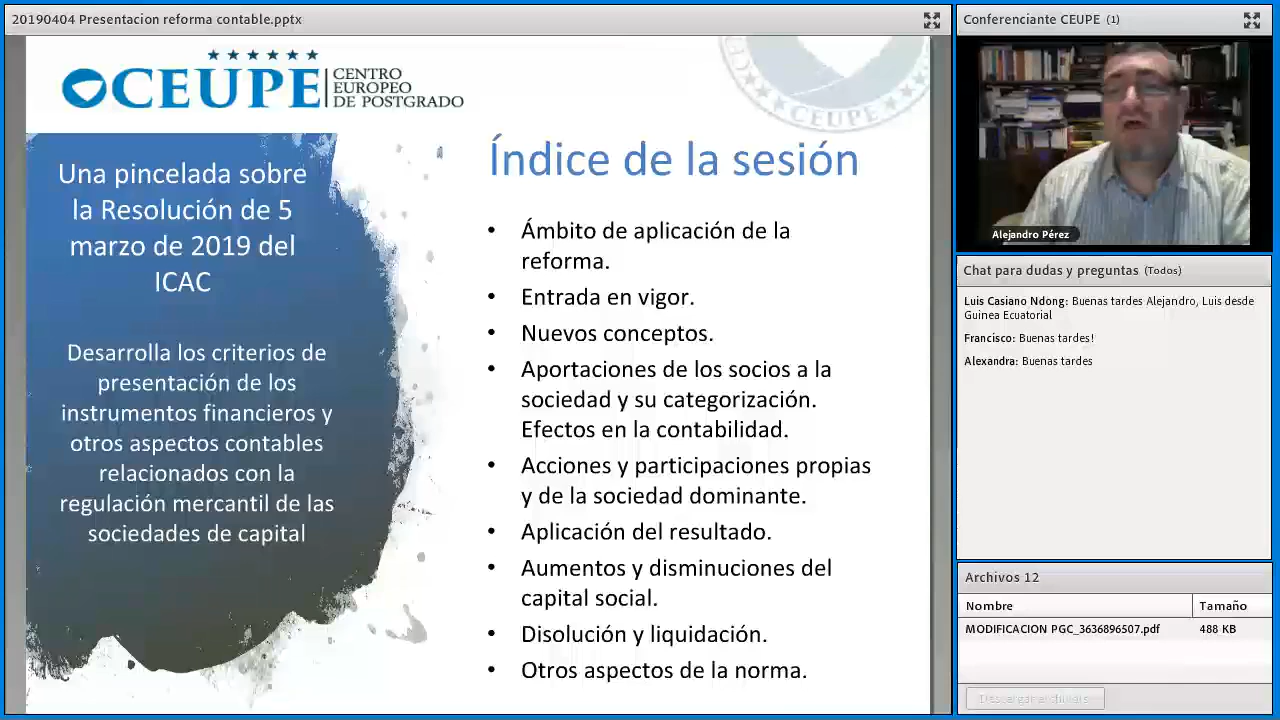 20190404 Presentacion reforma contable.pptx
CEUPE
CENTRO
EUROPEO
DE POSTGRADO
CEUPE
Una pincelada sobre
la Resolución de 5
marzo de 2019 del
ICAC
Desarrolla los criterios de
presentación de los
instrumentos financieros y
otros aspectos contables
relacionados con la
regulación mercantil de las
sociedades de capital
Índice de la sesión
• Ámbito de aplicación de la
reforma.
• Entrada en vigor.
• Nuevos conceptos.
• Aportaciones de los socios a la
sociedad y su categorización.
Efectos en la contabilidad.
• Acciones y participaciones propias
y de la sociedad dominante.
• Aplicación del resultado.
• Aumentos y disminuciones del
capital social.
• Disolución y liquidación.
• Otros aspectos de la norma.
Conferenciante CEUPE (1)
Alejandro Pérez
Chat para dudas y preguntas (Todos)
Luis Casiano Ndong: Buenas tardes Alejandro, Luis desde
Guinea Ecuatorial
Francisco: Buenas tardes!
Alexandra: Buenas tardes
Archivos 12
Nombre Tamaño
MODIFICACION PGC_3636896507.pdf 488 KB
Descargar archivos